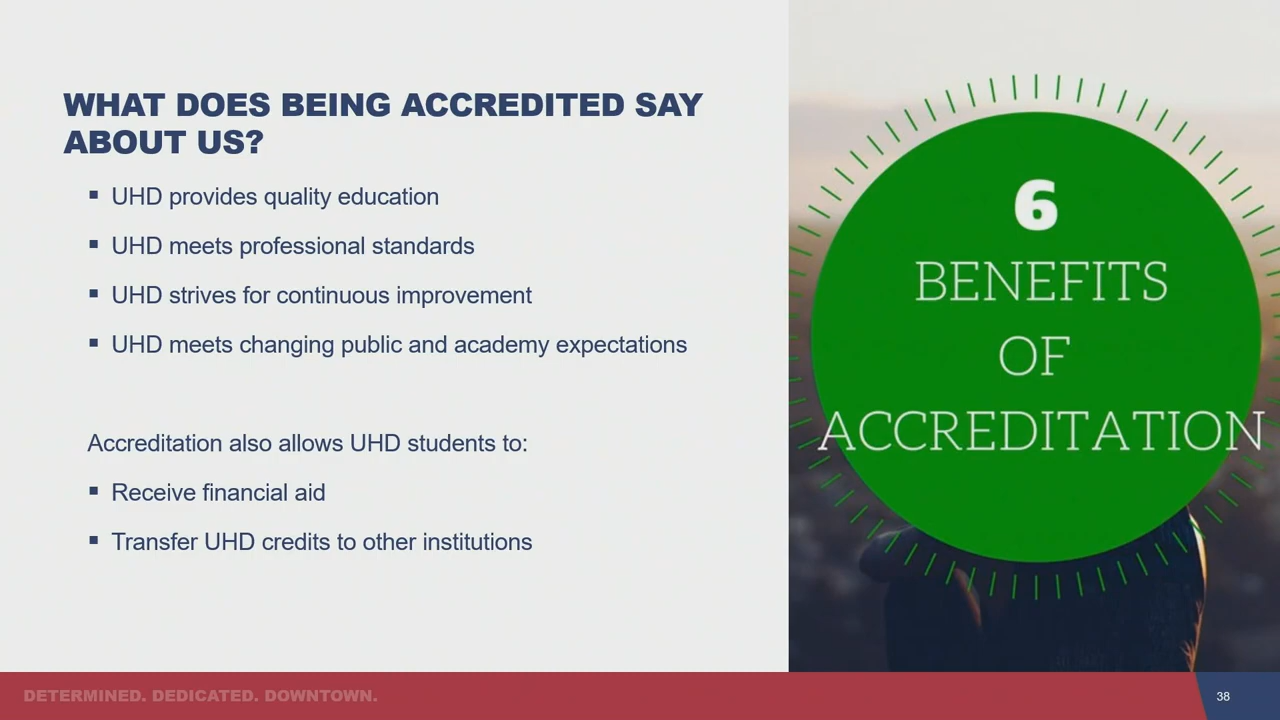 WHAT DOES BEING ACCREDITED SAY
ABOUT US?
▪ UHD provides quality education
▪ UHD meets professional standards
▪ UHD strives for continuous improvement
▪ UHD meets changing public and academy expectations
Accreditation also allows UHD students to:
▪ Receive financial aid
▪ Transfer UHD credits to other institutions
6
BENEFITS
OF
ACCREDITATION
DETERMINED. DEDICATED. DOWNTOWN.
38